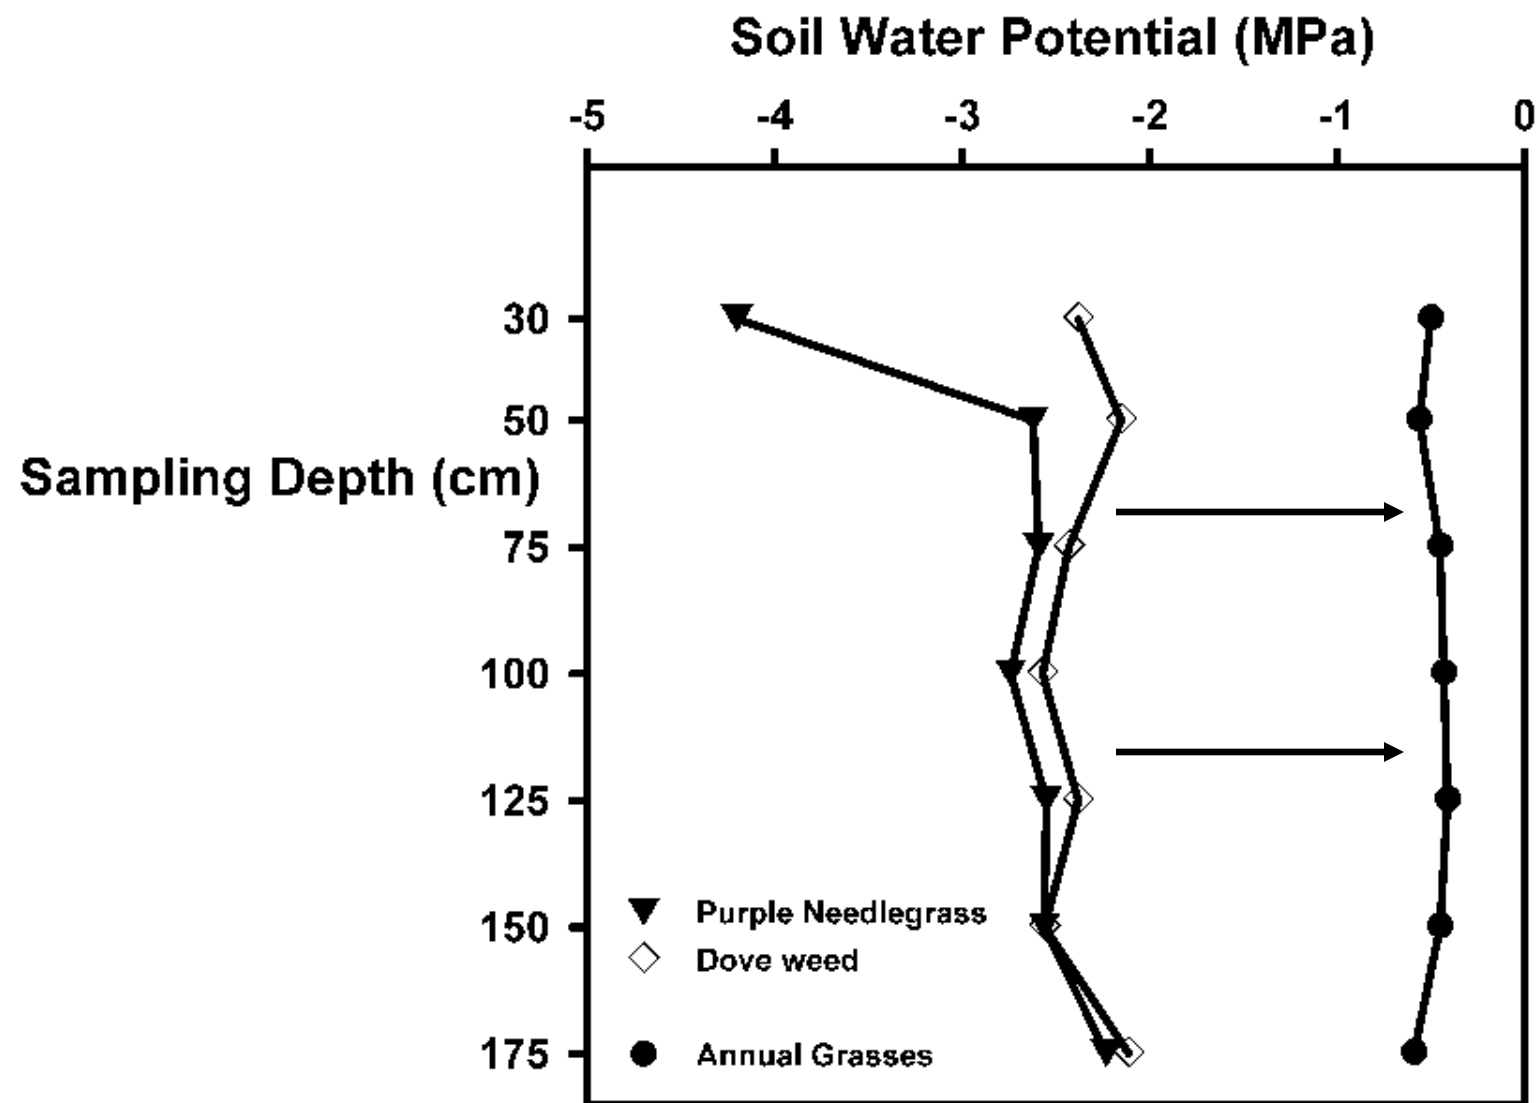 Soil Water Potential (MPa)
-5 -4 -3 -2 -1 0
30
50
Sampling Depth (cm)
75
100
125
150
175
Purple Needlegrass
Dove weed
Annual Grasses